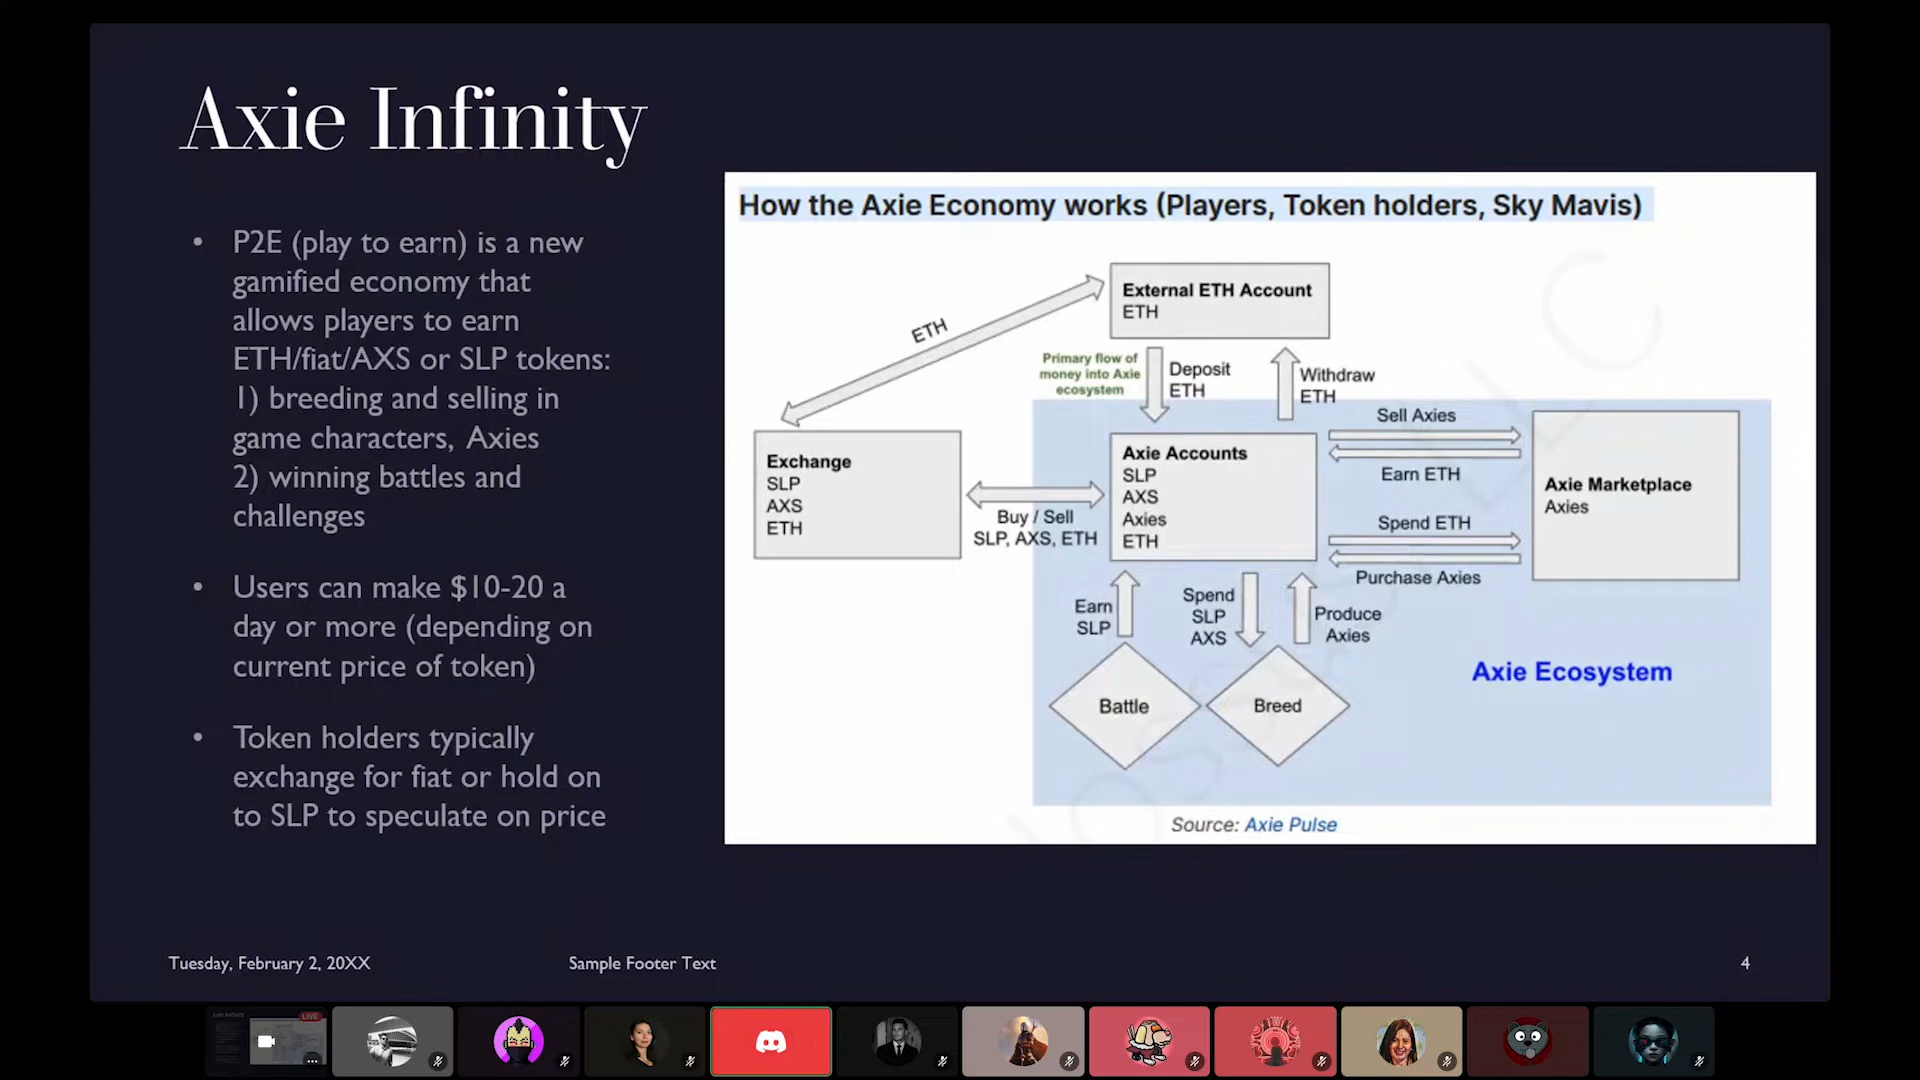 Axie Infinity
• P2E (play to earn) is a new
gamified economy that
allows players to earn
ETH/fiat/AXS or SLP tokens:
1) breeding and selling in
game characters, Axies
2) winning battles and
challenges
• Users can make $10-20 a
day or more (depending on
current price of token)
• Token holders typically
exchange for fiat or hold on
to SLP to speculate on price
How the Axie Economy works (Players, Token holders, Sky Mavis)
External ETH Account
ETH
ETH
Primary flow of
money into Axie
ecosystem
Deposit
ETH
Withdraw
ETH
Exchange
SLP
AXS
ETH
Buy / Sell
SLP, AXS, ETH
Axie Accounts
SLP
AXS
Axies
ETH
Sell Axies
Earn ETH
Spend ETH
Purchase Axies
Axie Marketplace
Axies
Earn
SLP
Spend
SLP
AXS
Produce
Axies
Battle
Breed
Axie Ecosystem
Source: Axie Pulse
Tuesday, February 2, 20XX
Sample Footer Text
4
LIVE